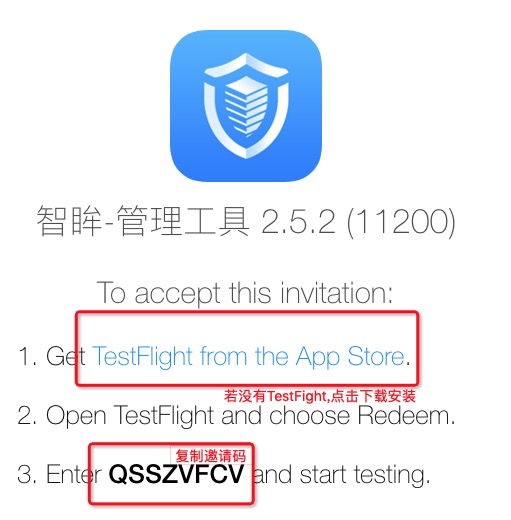 智眸-管理工具 2.5.2 (11200)
To accept this invitation:
1. Get TestFlight from the App Store.
若没有TestFight,点击下载安装
2. Open TestFlight and choose Redeem.
复制邀请码
3. Enter QSSZVFCV and start testing.